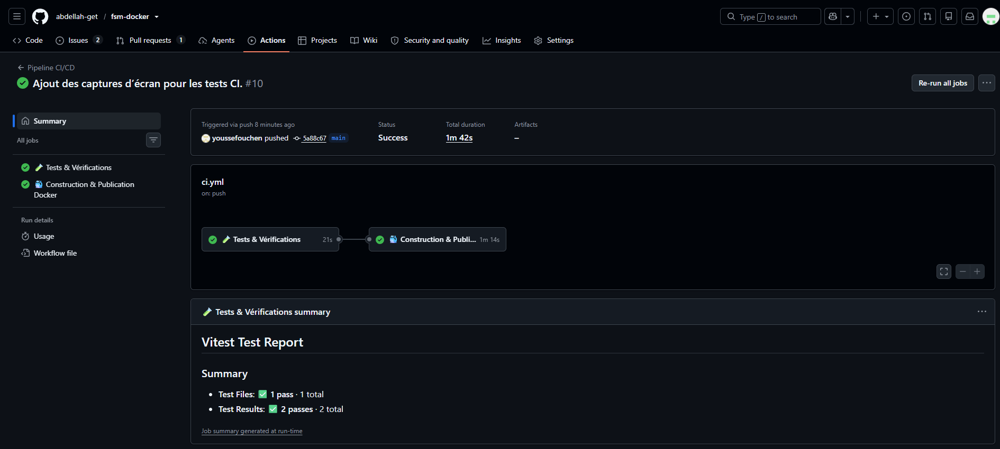 abdellah-get / fsm-docker
Type / to search
Code
Issues 2
Pull requests 1
Agents
Actions
Projects
Wiki
Security and quality
Insights
Settings
Pipeline CI/CD
Ajout des captures d’écran pour les tests CI. #10
Re-run all jobs
Summary
All jobs
Tests & Vérifications
Construction & Publication
Docker
Run details
Usage
Workflow file
Triggered via push 8 minutes ago
youssefouchen pushed 5a88c67 main
Status
Success
Total duration
1m 42s
Artifacts
–
ci.yml
on: push
Tests & Vérifications 21s
Construction & Publi... 1m 14s
Tests & Vérifications summary
Vitest Test Report
Summary
• Test Files: ✅ 1 pass · 1 total
• Test Results: ✅ 2 passes · 2 total
Job summary generated at run-time